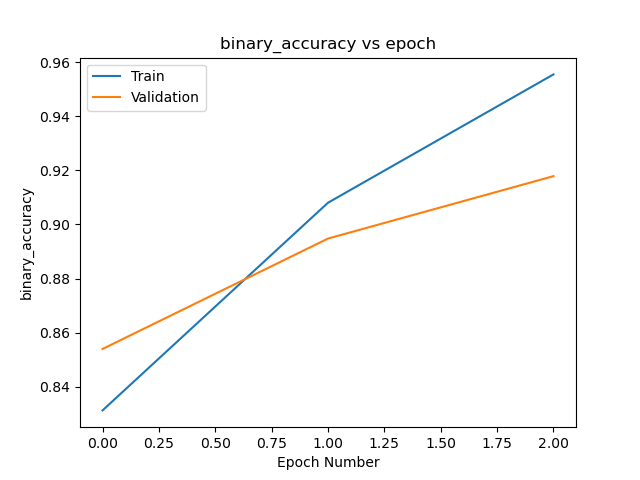 binary_accuracy vs epoch
Train
Validation
binary_accuracy
0.96
0.94
0.92
0.90
0.88
0.86
0.84
0.00 0.25 0.50 0.75 1.00 1.25 1.50 1.75 2.00
Epoch Number